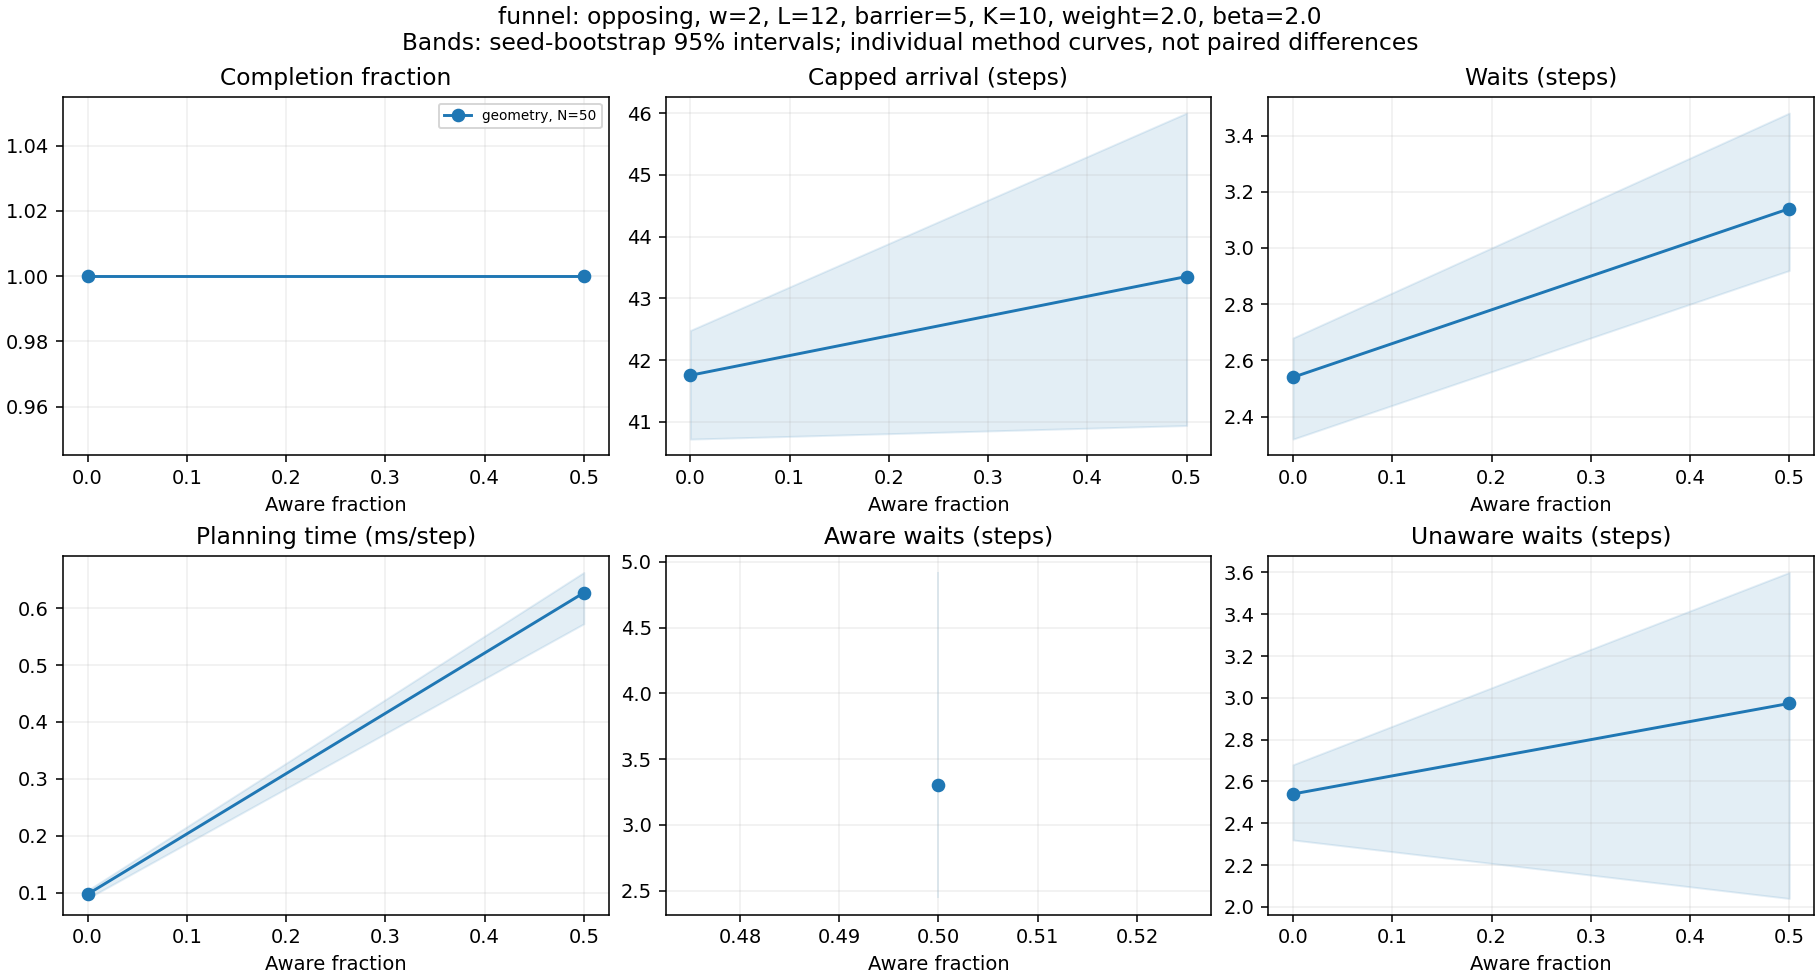 funnel: opposing, w=2, L=12, barrier=5, K=10, weight=2.0, beta=2.0
Bands: seed-bootstrap 95% intervals; individual method curves, not paired differences
Completion fraction
geometry, N=50
1.04
1.02
1.00
0.98
0.96
0.0 0.1 0.2 0.3 0.4 0.5
Aware fraction
Capped arrival (steps)
46
45
44
43
42
41
0.0 0.1 0.2 0.3 0.4 0.5
Aware fraction
Waits (steps)
3.4
3.2
3.0
2.8
2.6
2.4
0.0 0.1 0.2 0.3 0.4 0.5
Aware fraction
Planning time (ms/step)
0.6
0.5
0.4
0.3
0.2
0.1
0.0 0.1 0.2 0.3 0.4 0.5
Aware fraction
Aware waits (steps)
5.0
4.5
4.0
3.5
3.0
2.5
0.48 0.49 0.50 0.51 0.52
Aware fraction
Unaware waits (steps)
3.6
3.4
3.2
3.0
2.8
2.6
2.4
2.2
2.0
0.0 0.1 0.2 0.3 0.4 0.5
Aware fraction